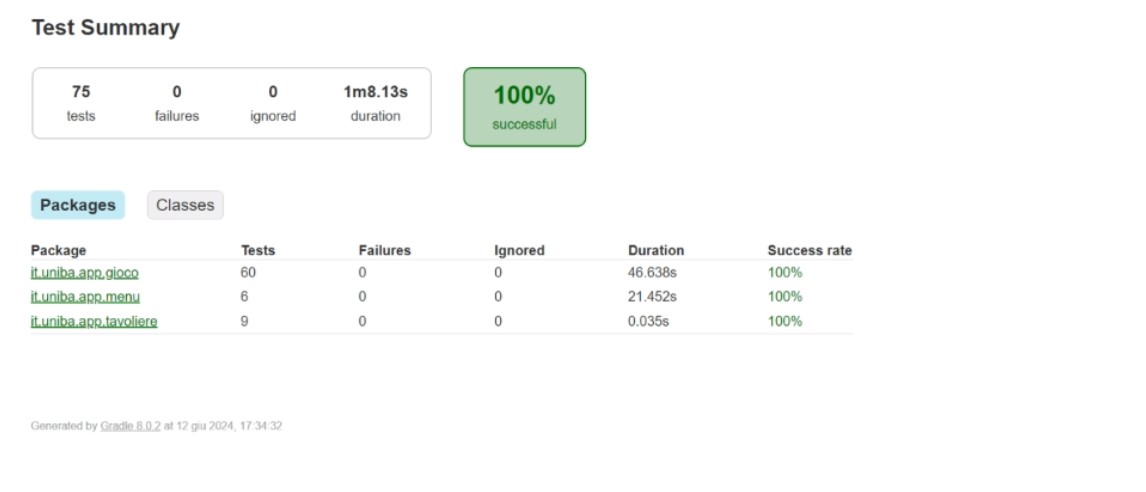 Test Summary
75 0 0 1m8.13s
tests failures ignored duration
100%
successful
Packages Classes
Package Tests Failures Ignored Duration Success rate
it.uniba.app.gioco 60 0 0 46.638s 100%
it.uniba.app.menu 6 0 0 21.452s 100%
it.uniba.app.tavoliere 9 0 0 0.035s 100%
Generated by Gradle 8.0.2 at 12 giu 2024, 17:34:32